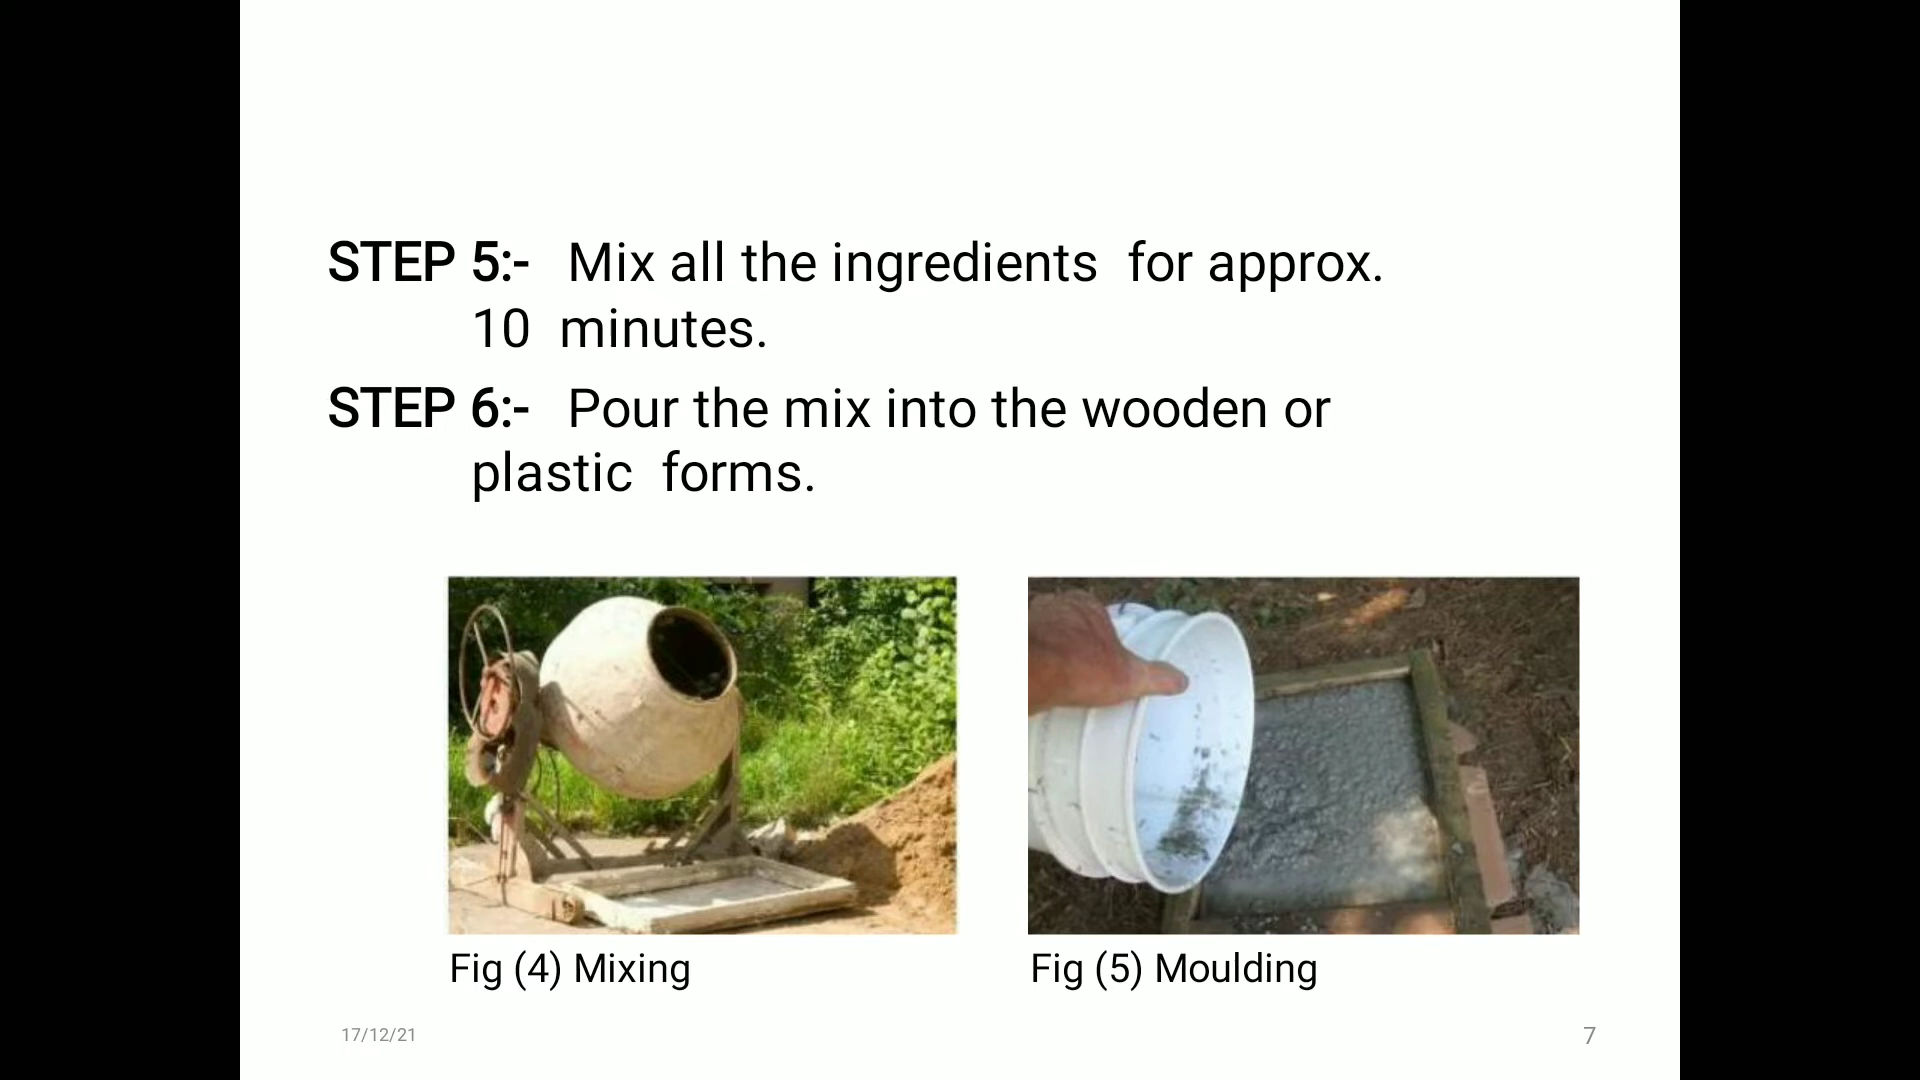 STEP 5:- Mix all the ingredients for approx.
10 minutes.
STEP 6:- Pour the mix into the wooden or
plastic forms.
Fig (4) Mixing
Fig (5) Moulding
17/12/21
7